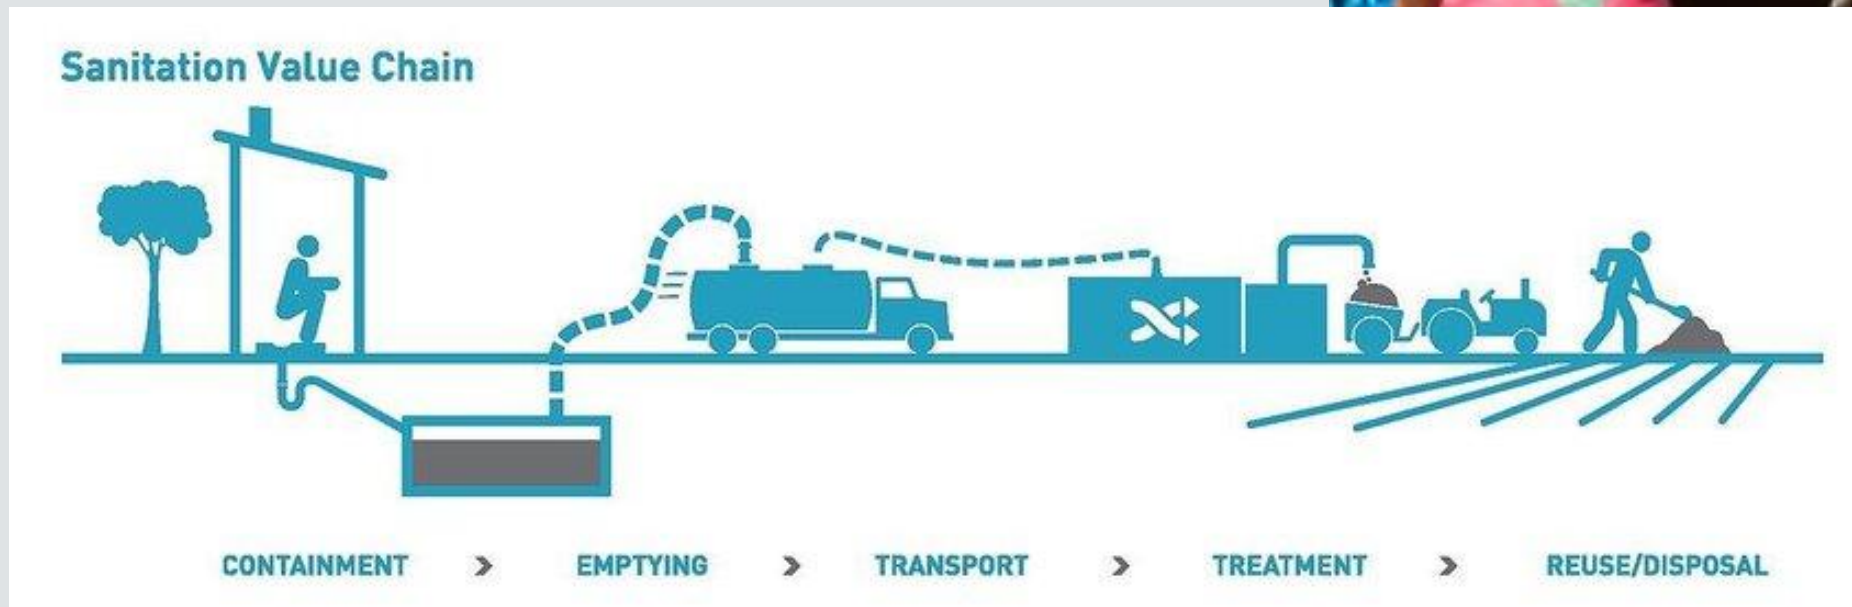 Sanitation Value Chain
CONTAINMENT > EMPTYING > TRANSPORT > TREATMENT > REUSE/DISPOSAL